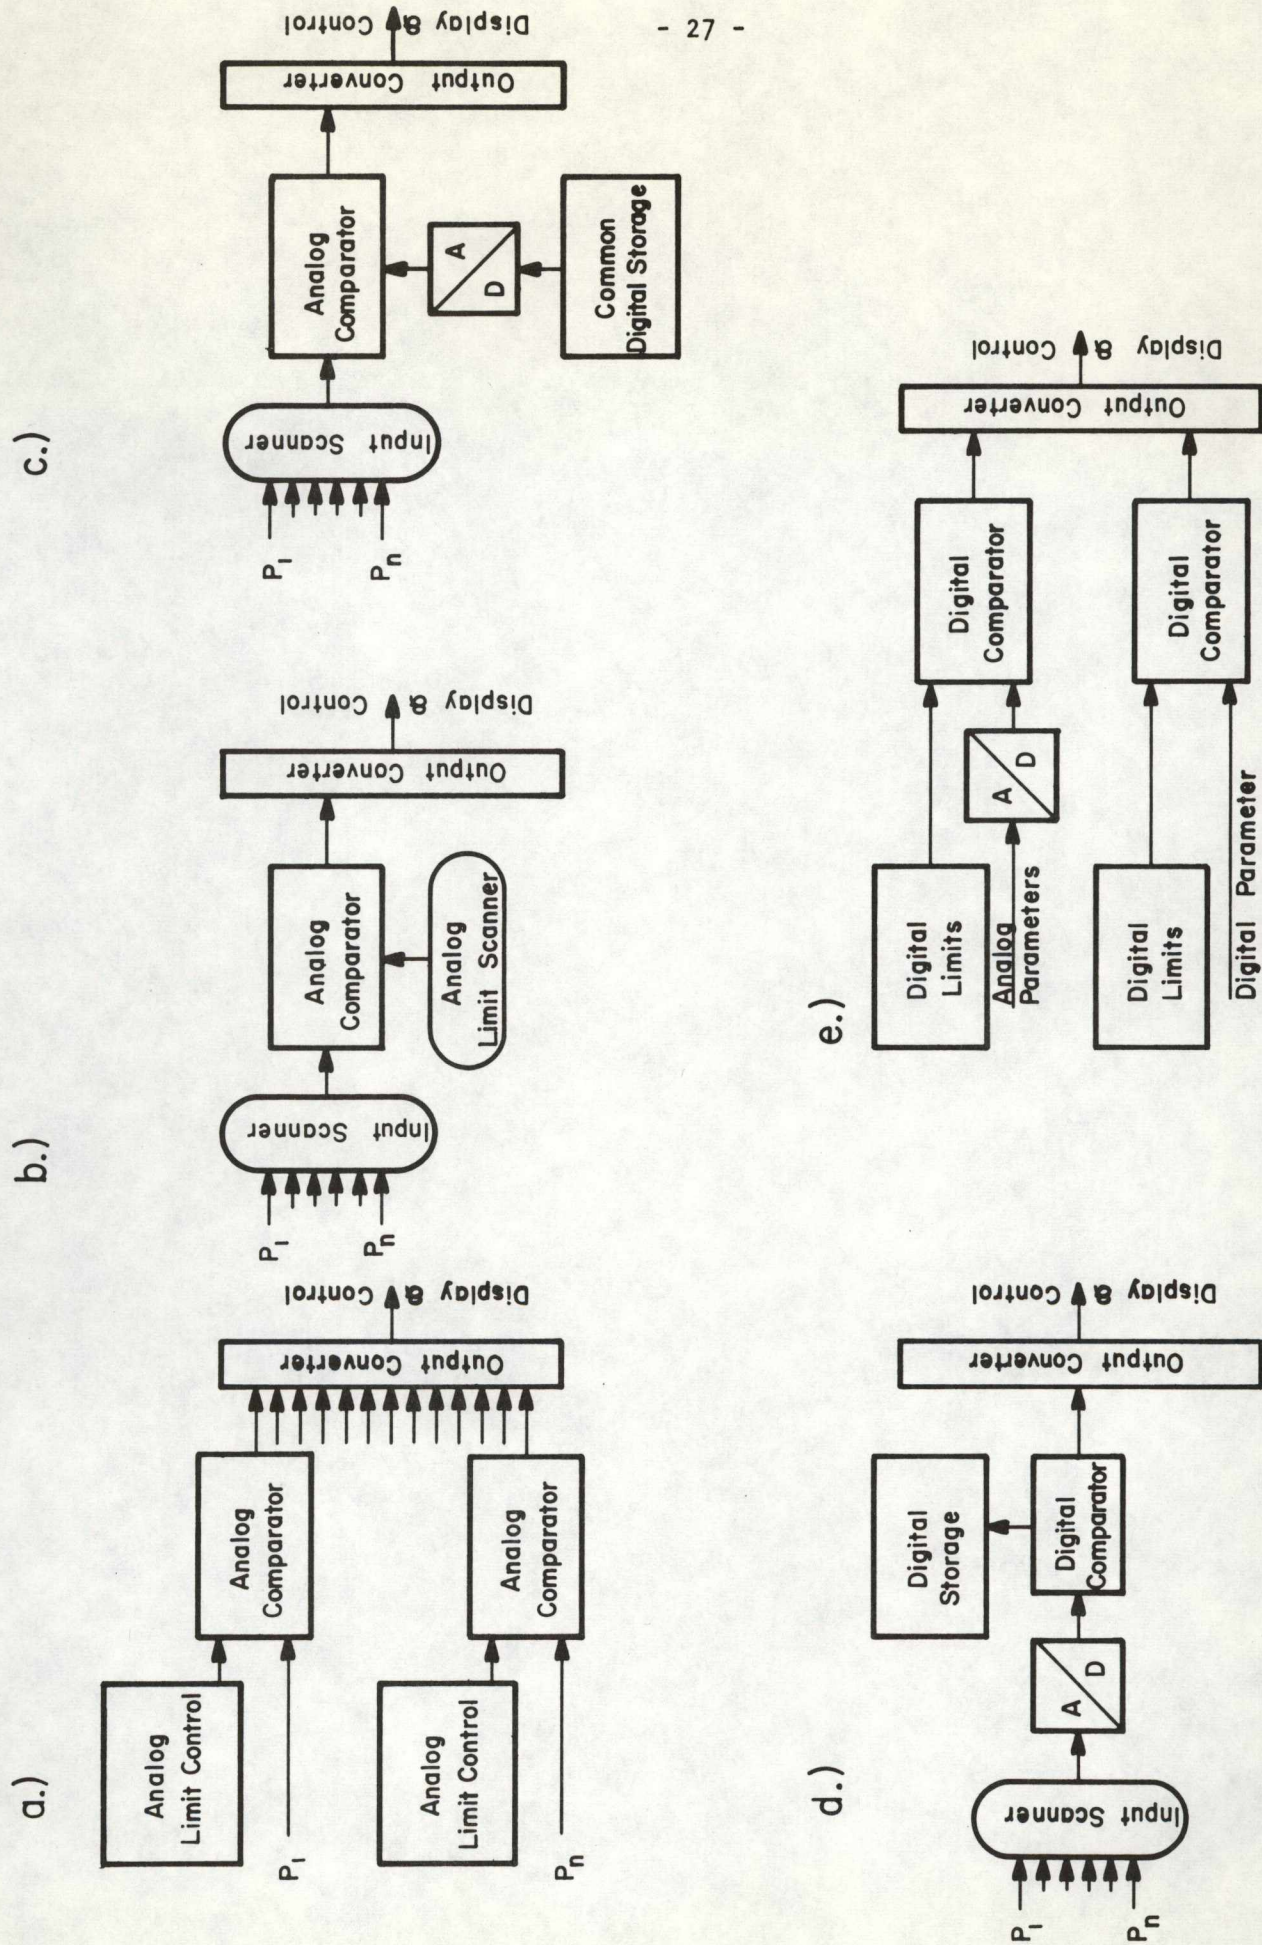 - 27 -
a.)
Analog
Limit Control
P1
Analog
Comparator
Analog
Limit Control
Pn
Analog
Comparator
Output Converter
Display & Control
b.)
P1
Pn
Input Scanner
Analog
Comparator
Analog
Limit Scanner
Output Converter
Display & Control
c.)
P1
Pn
Input Scanner
Analog
Comparator
A
D
Common
Digital Storage
Output Converter
Display & Control
d.)
P1
Pn
Input Scanner
A
D
Digital
Storage
Digital
Comparator
Output Converter
Display & Control
e.)
Digital
Limits
Analog
Parameters
A
D
Digital
Comparator
Digital
Limits
Digital Parameter
Digital
Comparator
Output Converter
Display & Control